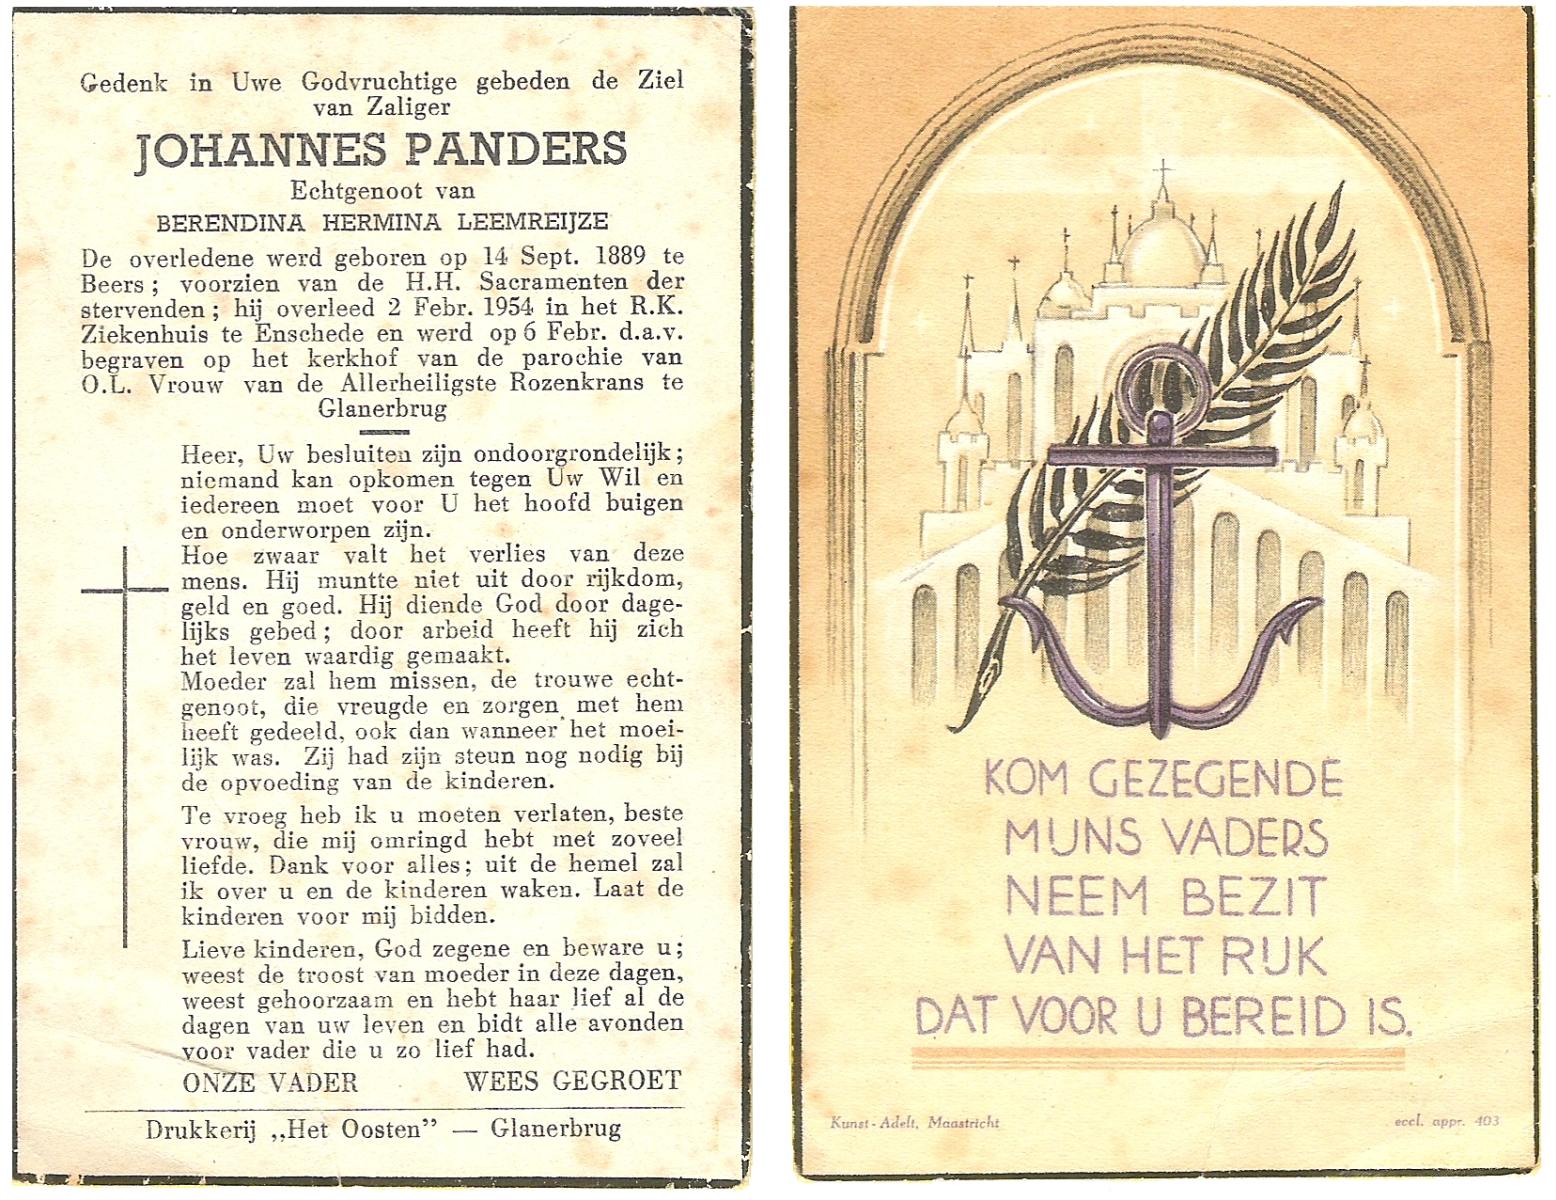 Gedenk in Uwe Godvruchtige gebeden de Ziel
van Zaliger
JOHANNES PANDERS
Echtgenoot van
BERENDINA HERMINA LEEMREIJZE
De overledene werd geboren op 14 Sept. 1889 te
Beers; voorzien van de H.H. Sacramenten der
stervenden; hij overleed 2 Febr. 1954 in het R.K.
Ziekenhuis te Enschede en werd op 6 Febr. d.a.v.
begraven op het kerkhof van de parochie van
O.L. Vrouw van de Allerheiligste Rozenkrans te
Glanerbrug
Heer, Uw besluiten zijn ondoorgrondelijk;
niemand kan opkomen tegen Uw Wil en
iedereen moet voor U het hoofd buigen
en onderworpen zijn.
Hoe zwaar valt het verlies van deze
mens. Hij muntte niet uit door rijkdom,
geld en goed. Hij diende God door dage-
lijks gebed; door arbeid heeft hij zich
het leven waardig gemaakt.
Moeder zal hem missen, de trouwe echt-
genoot, die vreugde en zorgen met hem
heeft gedeeld, ook dan wanneer het moei-
lijk was. Zij had zijn steun nog nodig bij
de opvoeding van de kinderen.
Te vroeg heb ik u moeten verlaten, beste
vrouw, die mij omringd hebt met zoveel
liefde. Dank voor alles; uit de hemel zal
ik over u en de kinderen waken. Laat de
kinderen voor mij bidden.
Lieve kinderen, God zegene en beware u;
weest de troost van moeder in deze dagen,
weest gehoorzaam en hebt haar lief al de
dagen van uw leven en bidt alle avonden
voor vader die u zo lief had.
ONZE VADER WEES GEGROET
Drukkerij „Het Oosten” — Glanerbrug
KOM GEZEGENDE
MIJNS VADERS
NEEM BEZIT
VAN HET RIJK
DAT VOOR U BEREID IS.
Kunst-Adelt, Maastricht
eccl. appr. 403